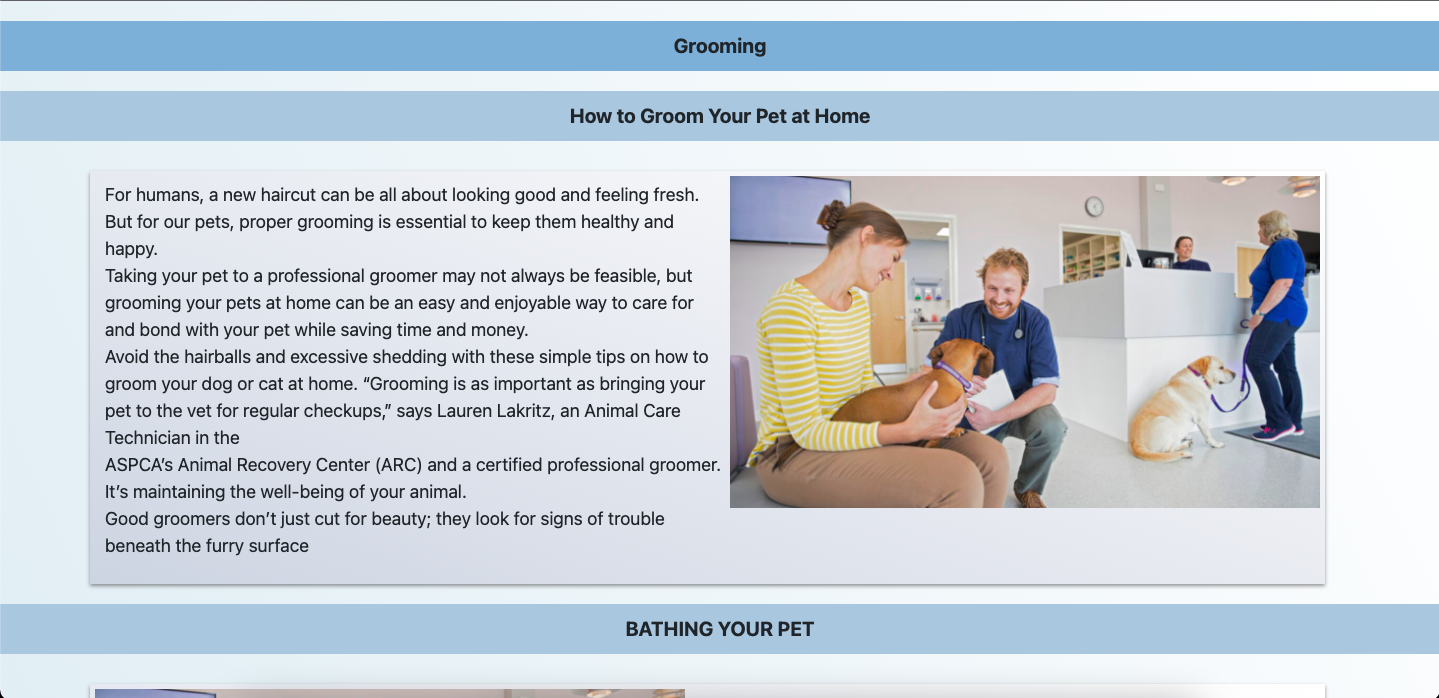 Grooming
How to Groom Your Pet at Home
For humans, a new haircut can be all about looking good and feeling fresh.
But for our pets, proper grooming is essential to keep them healthy and
happy.
Taking your pet to a professional groomer may not always be feasible, but
grooming your pets at home can be an easy and enjoyable way to care for
and bond with your pet while saving time and money.
Avoid the hairballs and excessive shedding with these simple tips on how to
groom your dog or cat at home. “Grooming is as important as bringing your
pet to the vet for regular checkups,” says Lauren Lakritz, an Animal Care
Technician in the
ASPCA’s Animal Recovery Center (ARC) and a certified professional groomer.
It’s maintaining the well-being of your animal.
Good groomers don’t just cut for beauty; they look for signs of trouble
beneath the furry surface
BATHING YOUR PET